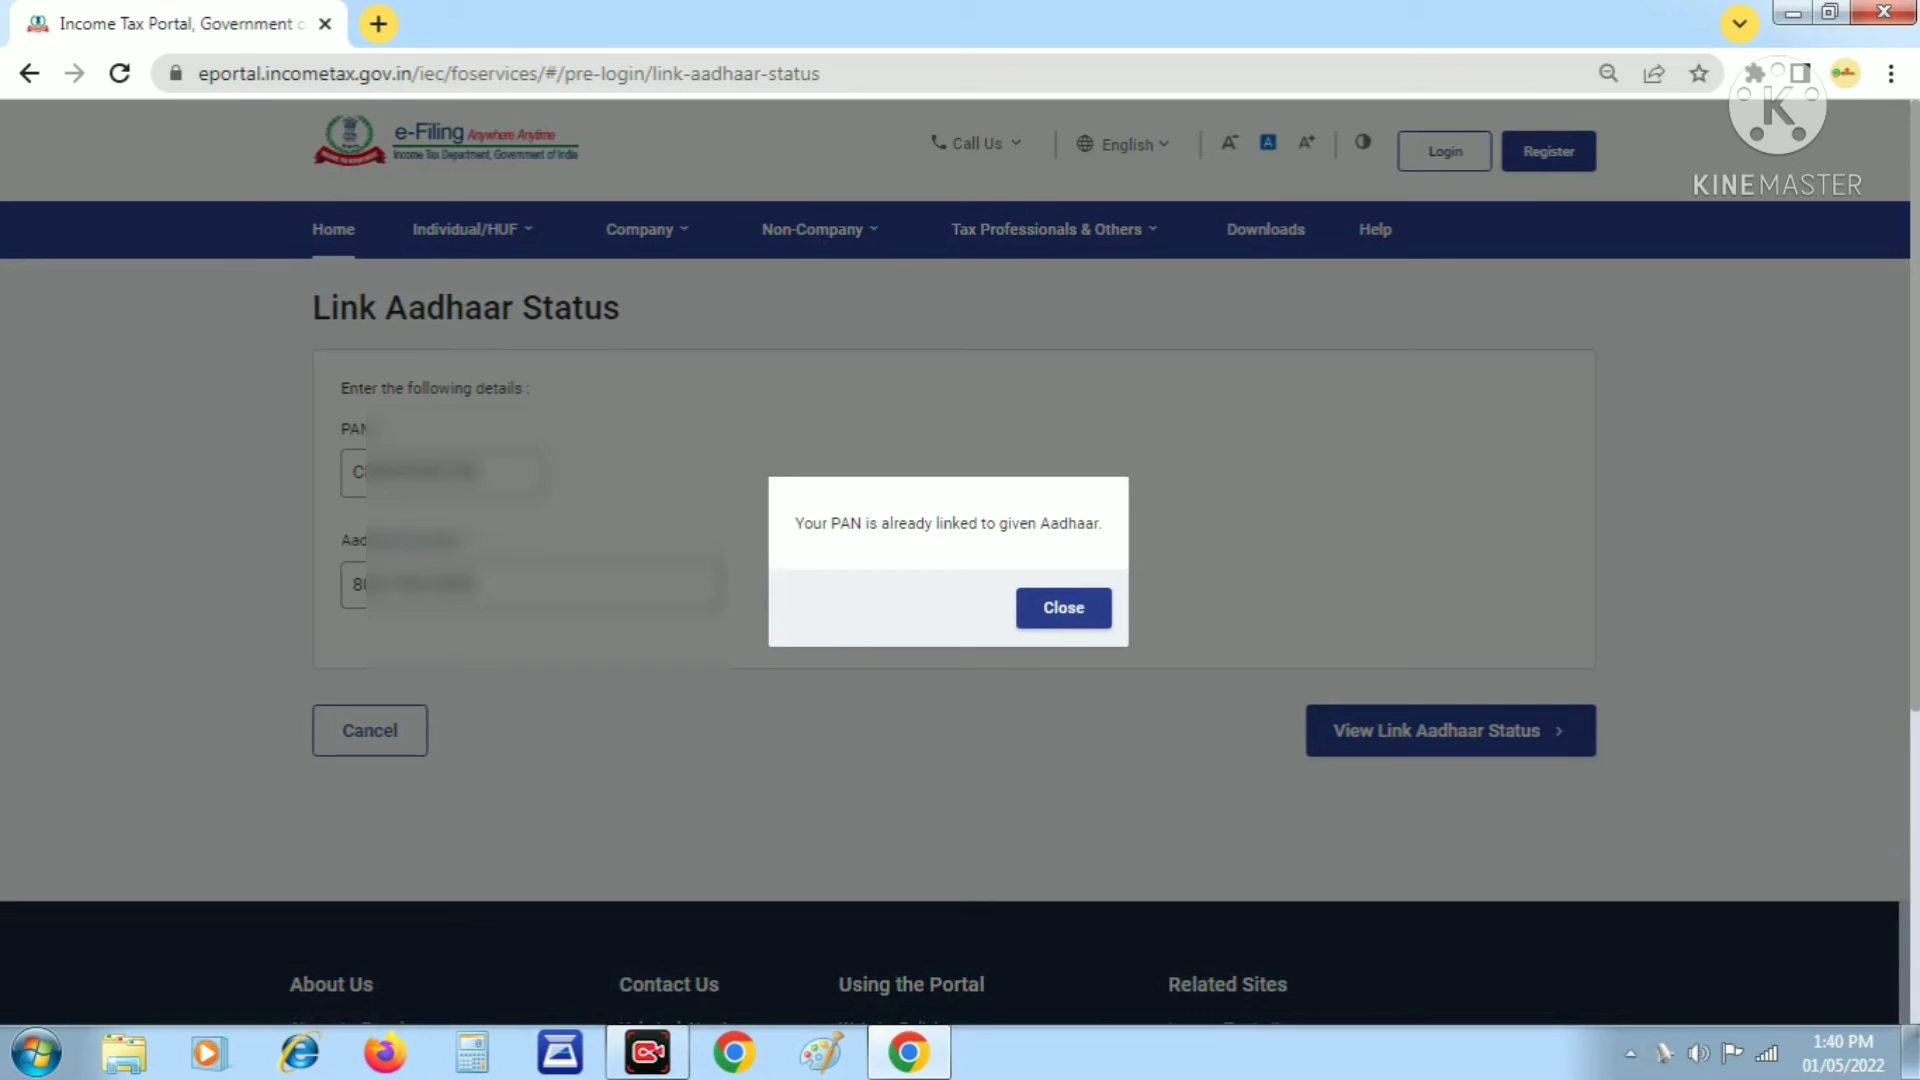 Income Tax Portal, Government o
eportal.incometax.gov.in/iec/foservices/#/pre-login/link-aadhaar-status
e-Filing Anywhere Anytime
Income Tax Department, Government of India
Call Us
English
A-
A
A+
Login
Register
K
KINEMASTER
Home
Individual/HUF
Company
Non-Company
Tax Professionals & Others
Downloads
Help
Link Aadhaar Status
Enter the following details :
PAN
Your PAN is already linked to given Aadhaar.
Close
Cancel
View Link Aadhaar Status >
About Us
Contact Us
Using the Portal
Related Sites
1:40 PM
01/05/2022